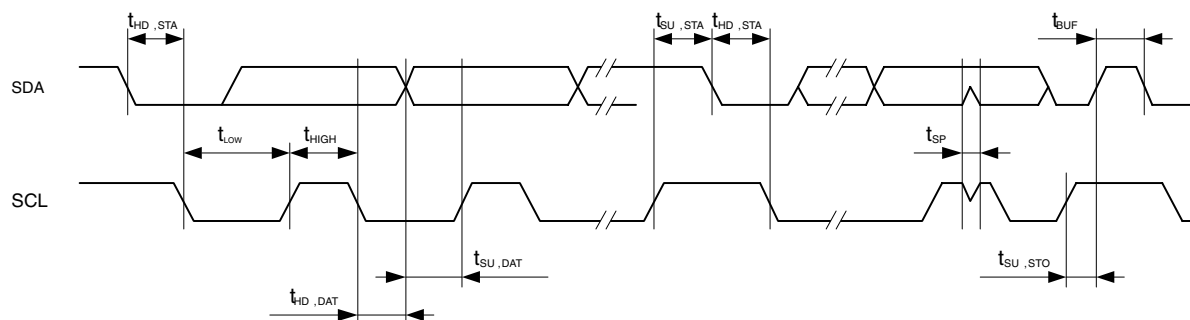 tHD,STA
tSU,STA
tHD,STA
tBUF
SDA
tLOW
tHIGH
tSP
SCL
tSU,DAT
tSU,STO
tHD,DAT